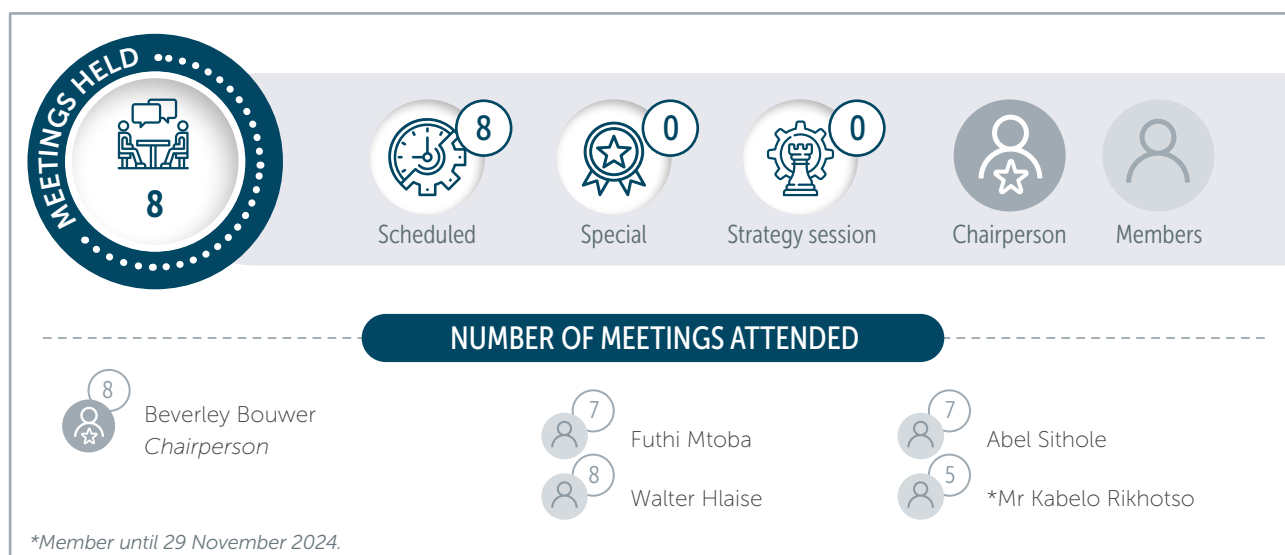 MEETINGS HELD
8
8
Scheduled
0
Special
0
Strategy session
Chairperson
Members
NUMBER OF MEETINGS ATTENDED
8
Beverley Bouwer
Chairperson
7
Futhi Mtoba
8
Walter Hlaise
7
Abel Sithole
5
*Mr Kabelo Rikhotso
*Member until 29 November 2024.